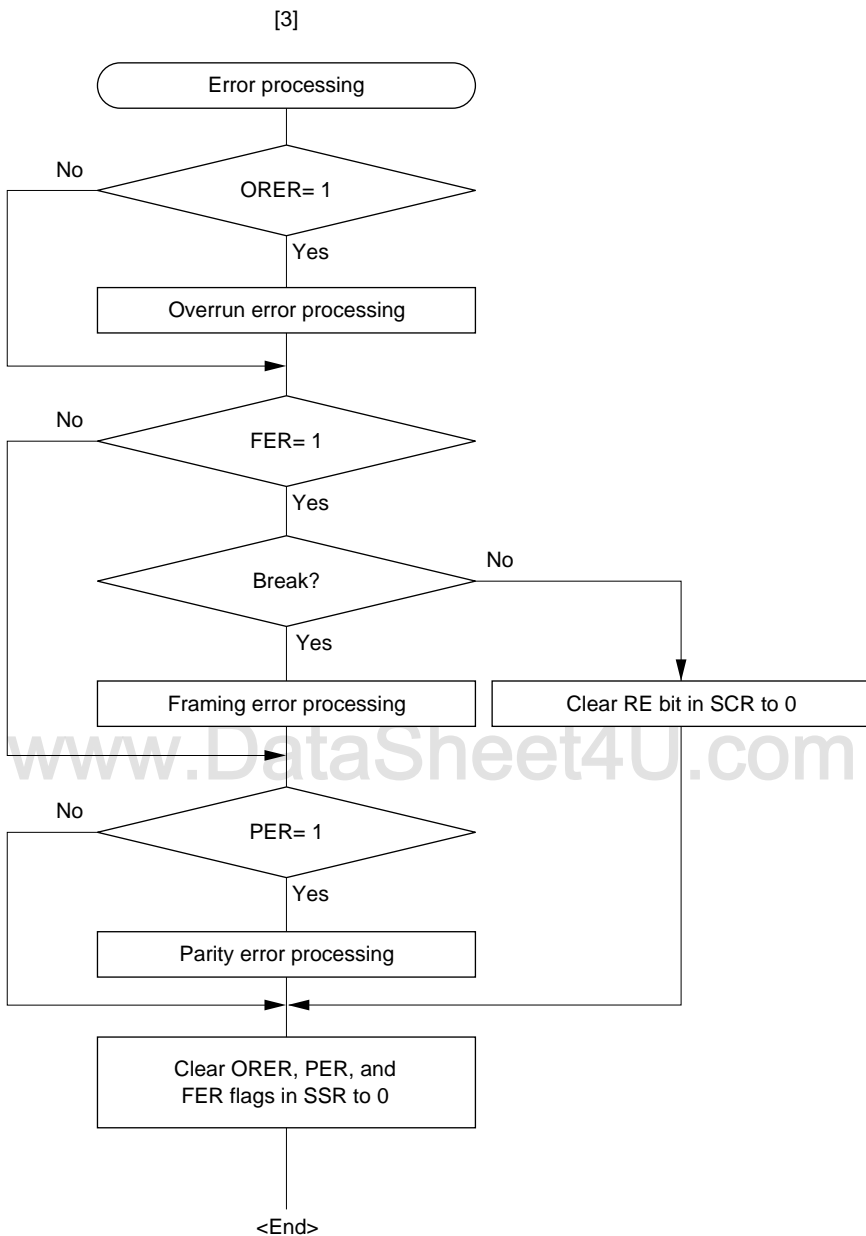 [3]
Error processing
No
ORER= 1
Yes
Overrun error processing
No
FER= 1
Yes
Break?
No
Yes
Framing error processing
Clear RE bit in SCR to 0
www.DataSheet4U.com
No
PER= 1
Yes
Parity error processing
Clear ORER, PER, and
FER flags in SSR to 0
<End>